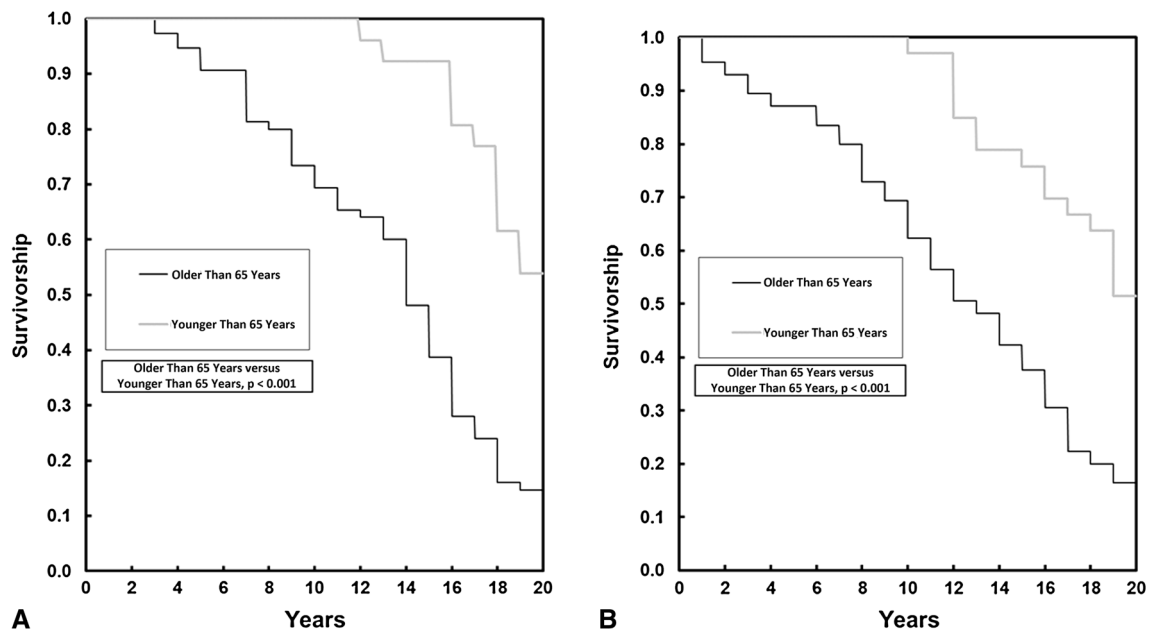 1.0
0.9
0.8
0.7
0.6
0.5
0.4
0.3
0.2
0.1
0.0
Survivorship
Older Than 65 Years
Younger Than 65 Years
Older Than 65 Years versus
Younger Than 65 Years, p < 0.001
0 2 4 6 8 10 12 14 16 18 20
Years
A
1.0
0.9
0.8
0.7
0.6
0.5
0.4
0.3
0.2
0.1
0.0
Survivorship
Older Than 65 Years
Younger Than 65 Years
Older Than 65 Years versus
Younger Than 65 Years, p < 0.001
0 2 4 6 8 10 12 14 16 18 20
Years
B